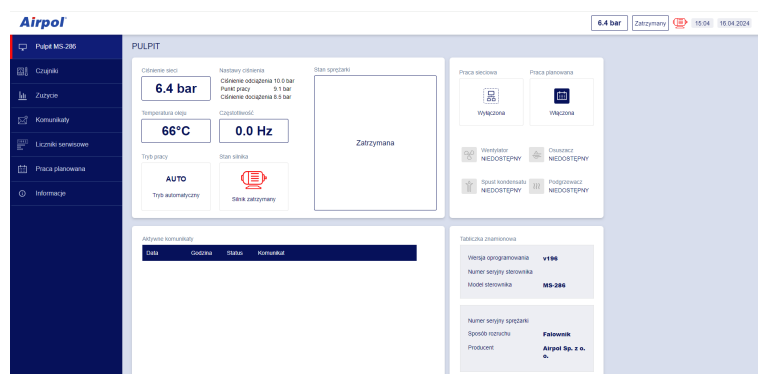 Airpol
6.4 bar Zatrzymany 15:04 16.04.2024
Pulpit MS-286
Czujniki
Zużycie
Komunikaty
Liczniki serwisowe
Praca planowana
Informacje
PULPIT
Ciśnienie sieci
6.4 bar
Nastawy ciśnienia
Ciśnienie odciążenia 10.0 bar
Punkt pracy 9.1 bar
Ciśnienie dociążenia 8.5 bar
Temperatura oleju
66°C
Częstotliwość
0.0 Hz
Tryb pracy
AUTO
Tryb automatyczny
Stan silnika
Silnik zatrzymany
Stan sprężarki
Zatrzymana
Praca sieciowa
Wyłączona
Praca planowana
Włączona
Wentylator
NIEDOSTĘPNY
Osuszacz
NIEDOSTĘPNY
Spust kondensatu
NIEDOSTĘPNY
Podgrzewacz
NIEDOSTĘPNY
Aktywne komunikaty
Data Godzina Status Komunikat
Tabliczka znamionowa
Wersja oprogramowania v196
Numer seryjny sterownika
Model sterownika MS-286
Numer seryjny sprężarki
Sposób rozruchu Falownik
Producent Airpol Sp. z o.
o.